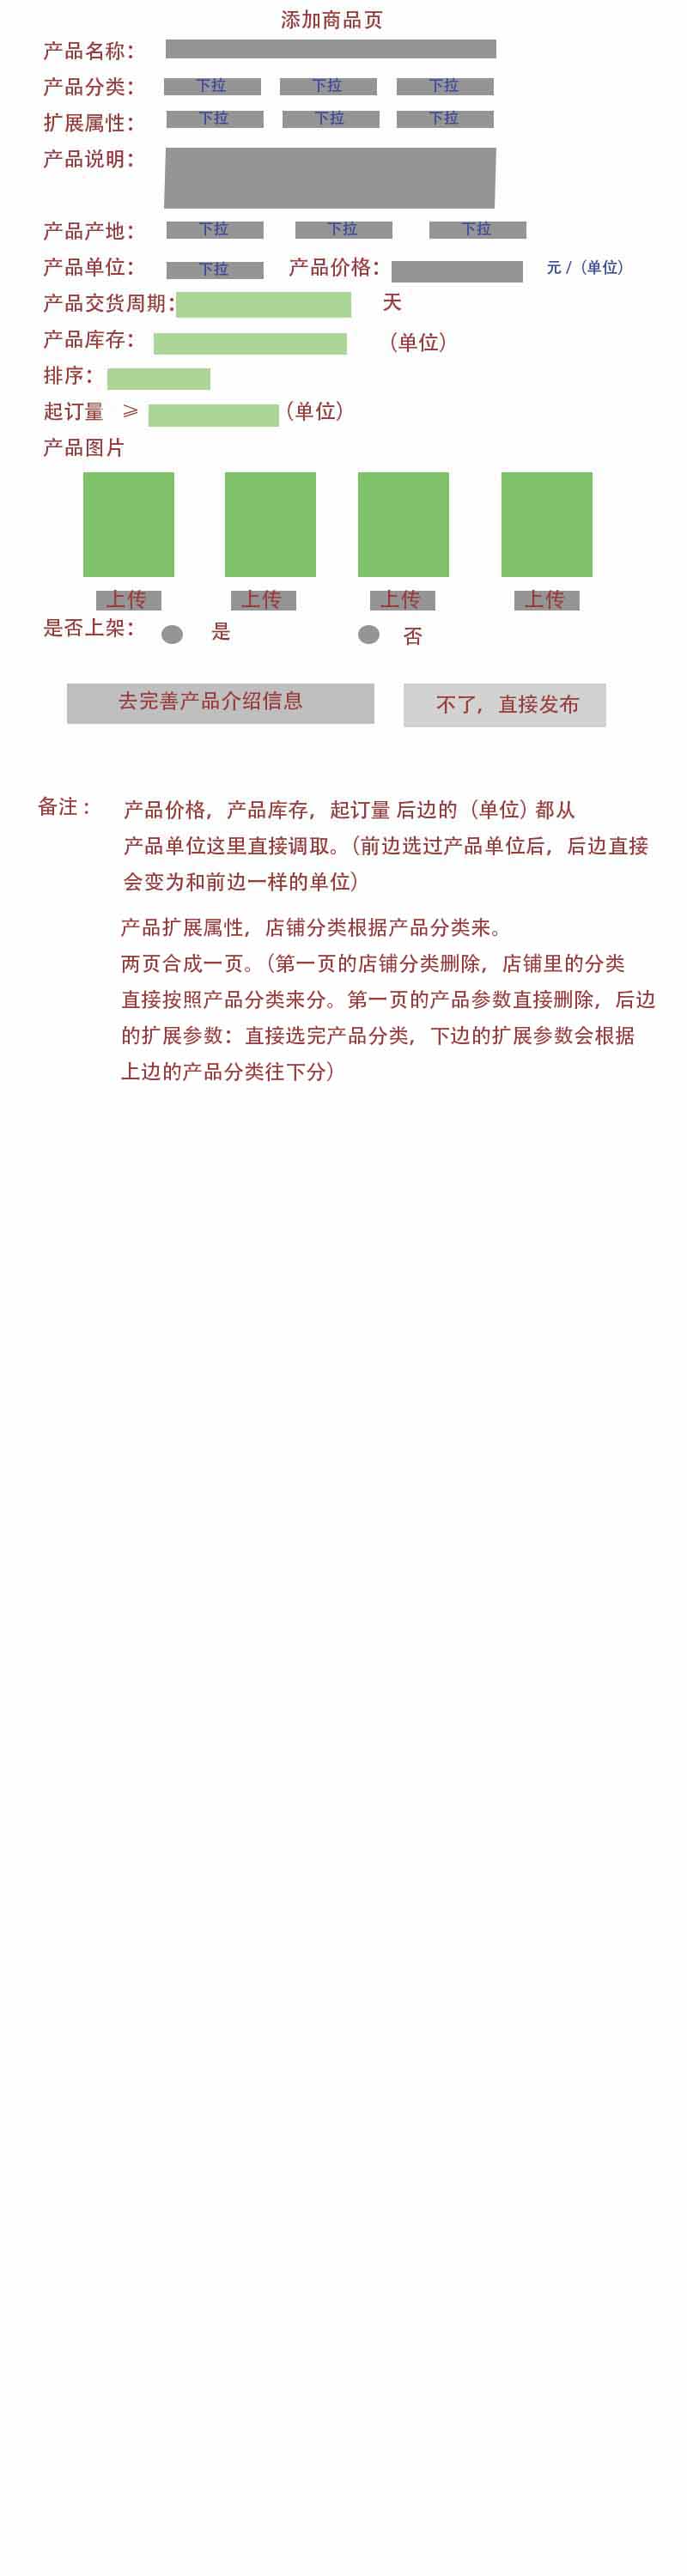 添加商品页
产品名称：
产品分类： 下拉 下拉 下拉
扩展属性： 下拉 下拉 下拉
产品说明：
产品产地： 下拉 下拉 下拉
产品单位： 下拉 产品价格： 元 /（单位）
产品交货周期： 天
产品库存： （单位）
排序：
起订量 ≥ （单位）
产品图片
上传 上传 上传 上传
是否上架： 是 否
去完善产品介绍信息 不了，直接发布
备注： 产品价格，产品库存，起订量 后边的（单位）都从
产品单位这里直接调取。（前边选过产品单位后，后边直接
会变为和前边一样的单位）
产品扩展属性，店铺分类根据产品分类来。
两页合成一页。（第一页的店铺分类删除，店铺里的分类
直接按照产品分类来分。第一页的产品参数直接删除，后边
的扩展参数：直接选完产品分类，下边的扩展参数会根据
上边的产品分类往下分）